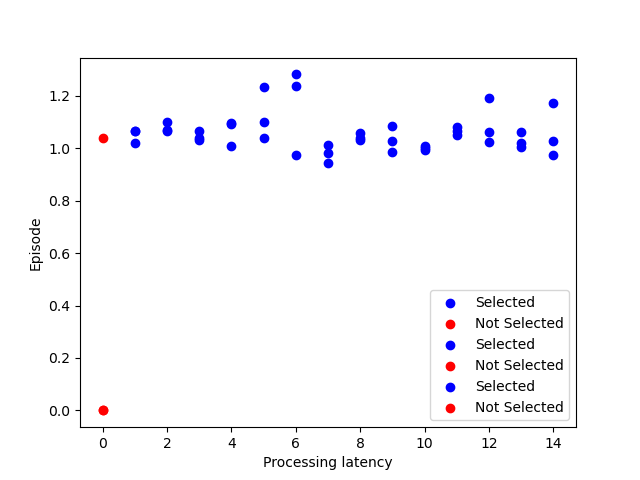 1.2
1.0
0.8
0.6
0.4
0.2
0.0
Episode
0 2 4 6 8 10 12 14
Processing latency
Selected
Not Selected
Selected
Not Selected
Selected
Not Selected